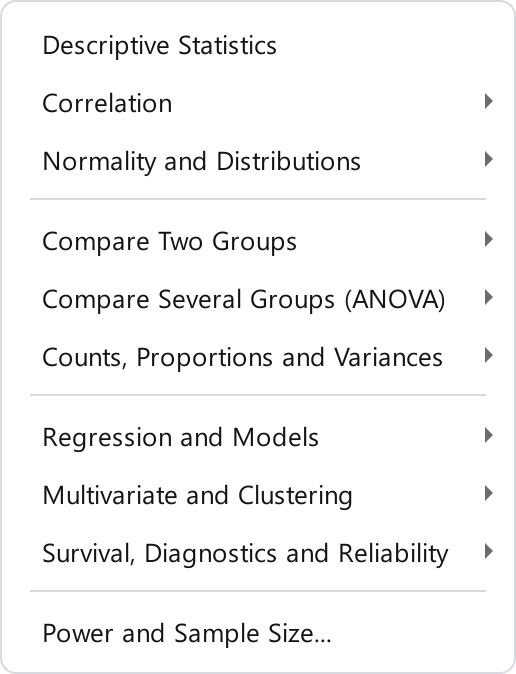 Descriptive Statistics
Correlation
Normality and Distributions
Compare Two Groups
Compare Several Groups (ANOVA)
Counts, Proportions and Variances
Regression and Models
Multivariate and Clustering
Survival, Diagnostics and Reliability
Power and Sample Size...